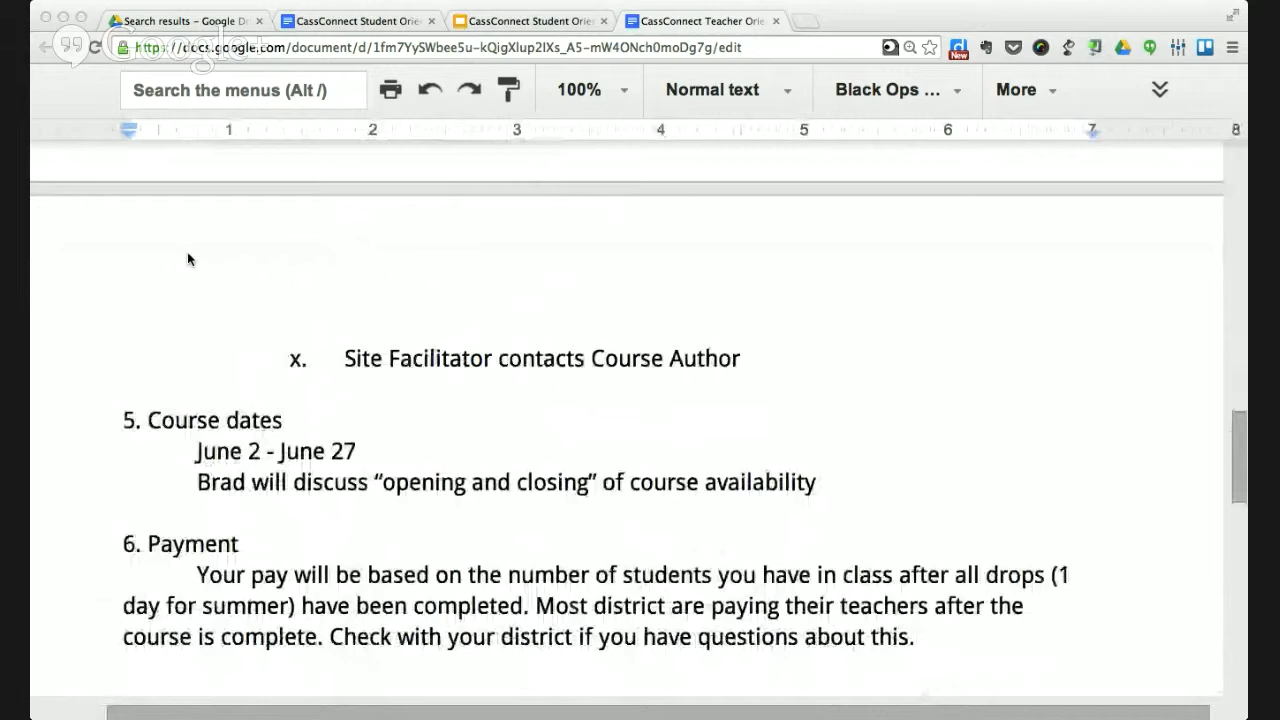 Search results - Google Dr
CassConnect Student Orie
CassConnect Student Orie
CassConnect Teacher Orie
Google+
https://docs.google.com/document/d/1fm7YySWbee5u-kQigXlup2IXs_A5-mW4ONch0moDg7g/edit
New
Search the menus (Alt /)
100%
Normal text
Black Ops ...
More
1 2 3 4 5 6 7 8
x. Site Facilitator contacts Course Author
5. Course dates
June 2 - June 27
Brad will discuss “opening and closing” of course availability
6. Payment
Your pay will be based on the number of students you have in class after all drops (1
day for summer) have been completed. Most district are paying their teachers after the
course is complete. Check with your district if you have questions about this.